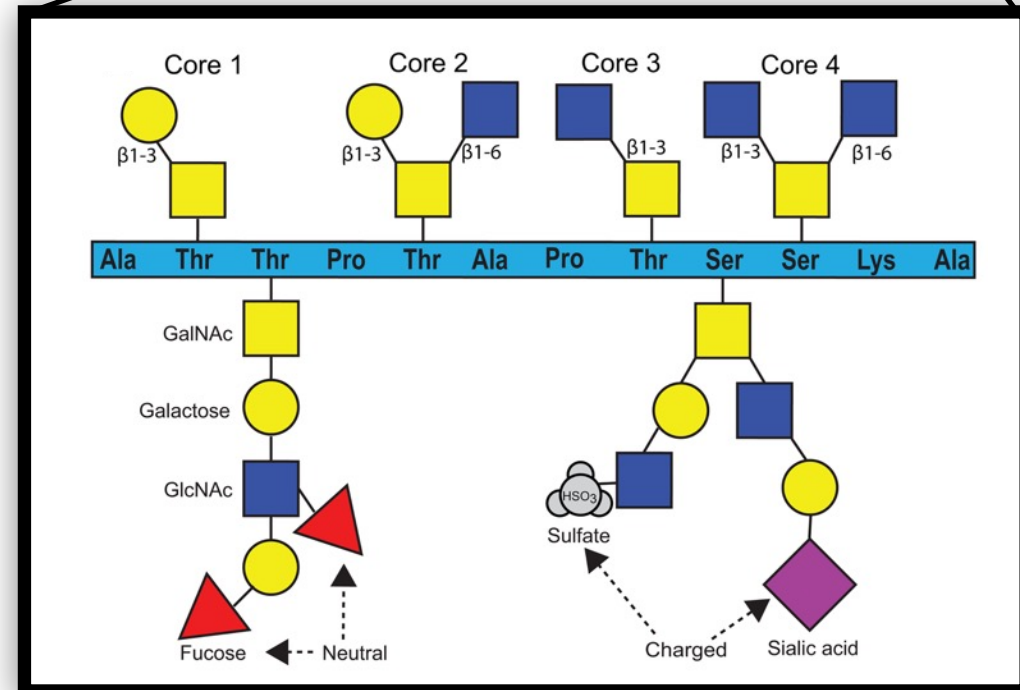 Core 1
Core 2
Core 3
Core 4
β1-3
β1-3
β1-6
β1-3
β1-3
β1-6
Ala Thr Thr Pro Thr Ala Pro Thr Ser Ser Lys Ala
GalNAc
Galactose
GlcNAc
HSO3
Sulfate
Fucose
Neutral
Charged
Sialic acid